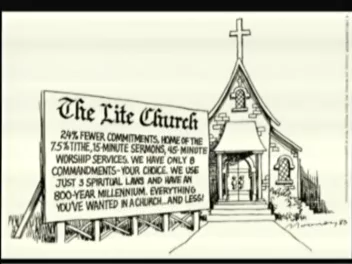 The Lite Church
24% FEWER COMMITMENTS, HOME OF THE
7.5% TITHE, 15-MINUTE SERMONS, 45-MINUTE
WORSHIP SERVICES. WE HAVE ONLY 8
COMMANDMENTS-YOUR CHOICE. WE USE
JUST 3 SPIRITUAL LAWS AND HAVE AN
800-YEAR MILLENNIUM. EVERYTHING
YOU'VE WANTED IN A CHURCH...AND LESS!